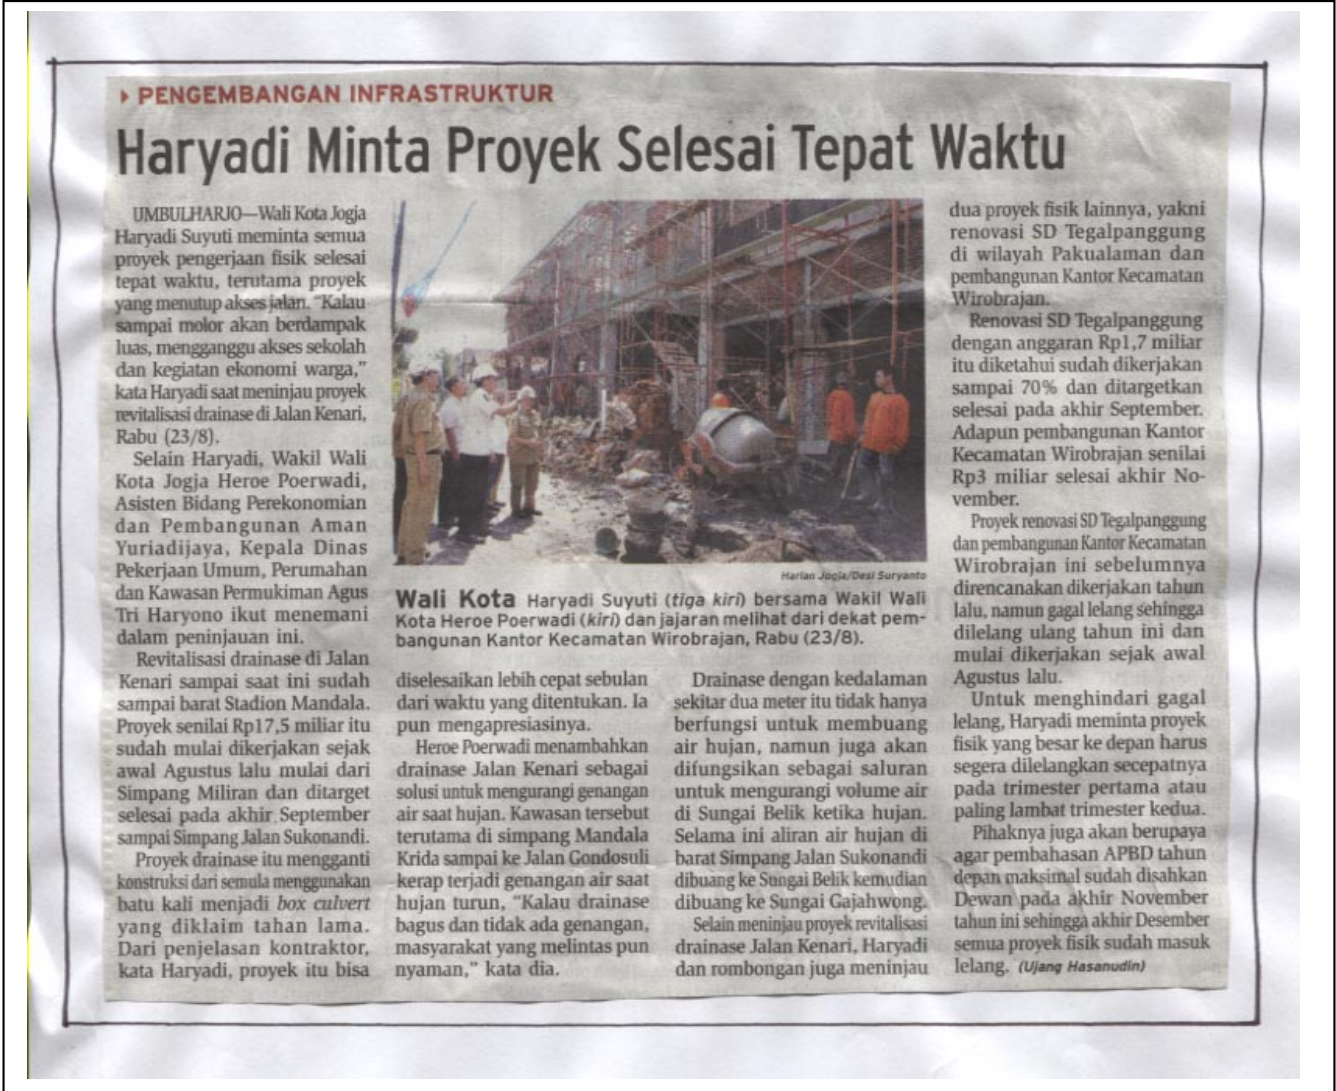 PENGEMBANGAN INFRASTRUKTUR
Haryadi Minta Proyek Selesai Tepat Waktu
UMBULHARJO—Wali Kota Jogja
Haryadi Suyuti meminta semua
proyek pengerjaan fisik selesai
tepat waktu, terutama proyek
yang menutup akses jalan. “Kalau
sampai molor akan berdampak
luas, mengganggu akses sekolah
dan kegiatan ekonomi warga,”
kata Haryadi saat meninjau proyek
revitalisasi drainase di Jalan Kenari,
Rabu (23/8).
Selain Haryadi, Wakil Wali
Kota Jogja Heroe Poerwadi,
Asisten Bidang Perekonomian
dan Pembangunan Aman
Yuriadijaya, Kepala Dinas
Pekerjaan Umum, Perumahan
dan Kawasan Permukiman Agus
Tri Haryono ikut menemani
dalam peninjauan ini.
Revitalisasi drainase di Jalan
Kenari sampai saat ini sudah
sampai barat Stadion Mandala.
Proyek senilai Rp17,5 miliar itu
sudah mulai dikerjakan sejak
awal Agustus lalu mulai dari
Simpang Miliran dan ditarget
selesai pada akhir September
sampai Simpang Jalan Sukonandi.
Proyek drainase itu mengganti
konstruksi dari semula menggunakan
batu kali menjadi box culvert
yang diklaim tahan lama.
Dari penjelasan kontraktor,
kata Haryadi, proyek itu bisa
Harian Jogja/Desi Suryanto
Wali Kota Haryadi Suyuti (tiga kiri) bersama Wakil Wali
Kota Heroe Poerwadi (kiri) dan jajaran melihat dari dekat pem-
bangunan Kantor Kecamatan Wirobrajan, Rabu (23/8).
diselesaikan lebih cepat sebulan
dari waktu yang ditentukan. Ia
pun mengapresiasinya.
Heroe Poerwadi menambahkan
drainase Jalan Kenari sebagai
solusi untuk mengurangi genangan
air saat hujan. Kawasan tersebut
terutama di simpang Mandala
Krida sampai ke Jalan Gondosuli
kerap terjadi genangan air saat
hujan turun, “Kalau drainase
bagus dan tidak ada genangan,
masyarakat yang melintas pun
nyaman,” kata dia.
Drainase dengan kedalaman
sekitar dua meter itu tidak hanya
berfungsi untuk membuang
air hujan, namun juga akan
difungsikan sebagai saluran
untuk mengurangi volume air
di Sungai Belik ketika hujan.
Selama ini aliran air hujan di
barat Simpang Jalan Sukonandi
dibuang ke Sungai Belik kemudian
dibuang ke Sungai Gajahwong.
Selain meninjau proyek revitalisasi
drainase Jalan Kenari, Haryadi
dan rombongan juga meninjau
dua proyek fisik lainnya, yakni
renovasi SD Tegalpanggung
di wilayah Pakualaman dan
pembangunan Kantor Kecamatan
Wirobrajan.
Renovasi SD Tegalpanggung
dengan anggaran Rp1,7 miliar
itu diketahui sudah dikerjakan
sampai 70% dan ditargetkan
selesai pada akhir September.
Adapun pembangunan Kantor
Kecamatan Wirobrajan senilai
Rp3 miliar selesai akhir No-
vember.
Proyek renovasi SD Tegalpanggung
dan pembangunan Kantor Kecamatan
Wirobrajan ini sebelumnya
direncanakan dikerjakan tahun
lalu, namun gagal lelang sehingga
dilelang ulang tahun ini dan
mulai dikerjakan sejak awal
Agustus lalu.
Untuk menghindari gagal
lelang, Haryadi meminta proyek
fisik yang besar ke depan harus
segera dilelangkan secepatnya
pada trimester pertama atau
paling lambat trimester kedua.
Pihaknya juga akan berupaya
agar pembahasan APBD tahun
depan maksimal sudah disahkan
Dewan pada akhir November
tahun ini sehingga akhir Desember
semua proyek fisik sudah masuk
lelang. (Ujang Hasanudin)